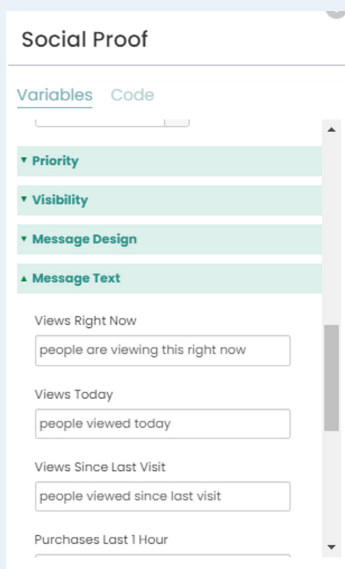 Social Proof
Variables Code
Priority
Visibility
Message Design
Message Text
Views Right Now
people are viewing this right now
Views Today
people viewed today
Views Since Last Visit
people viewed since last visit
Purchases Last 1 Hour